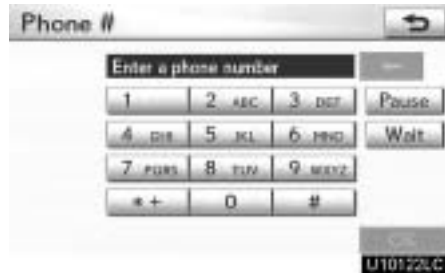 Phone #
Enter a phone number
1 2 ABC 3 DEF Pause
4 GHI 5 JKL 6 MNO Wait
7 PQRS 8 TUV 9 WXYZ
* + 0 #
OK
U10122LC